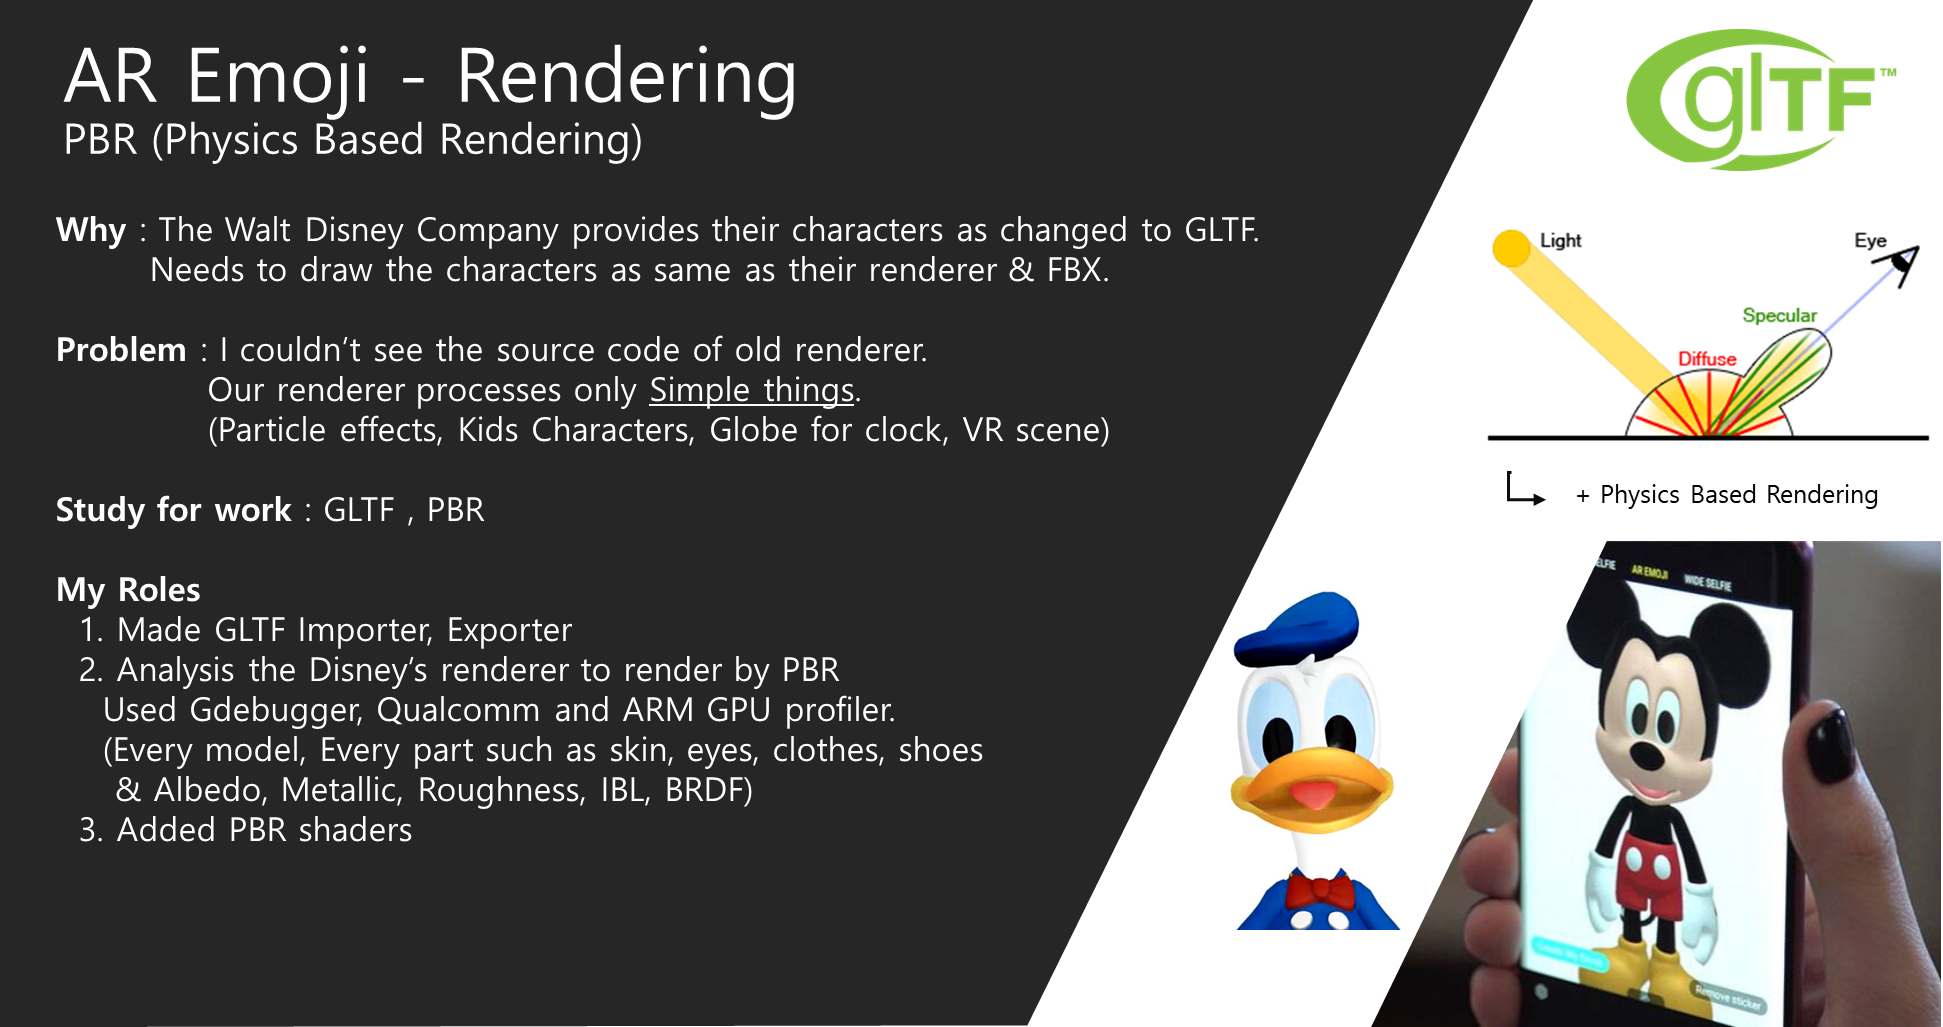 AR Emoji - Rendering
PBR (Physics Based Rendering)
Why : The Walt Disney Company provides their characters as changed to GLTF.
Needs to draw the characters as same as their renderer & FBX.
Problem : I couldn't see the source code of old renderer.
Our renderer processes only Simple things.
(Particle effects, Kids Characters, Globe for clock, VR scene)
Study for work : GLTF , PBR
My Roles
1. Made GLTF Importer, Exporter
2. Analysis the Disney's renderer to render by PBR
Used Gdebugger, Qualcomm and ARM GPU profiler.
(Every model, Every part such as skin, eyes, clothes, shoes
& Albedo, Metallic, Roughness, IBL, BRDF)
3. Added PBR shaders
glTF™
Light
Eye
Specular
Diffuse
+ Physics Based Rendering
ELFIE AR EMOJI WIDE SELFIE
Create My Emoji
Remove sticker